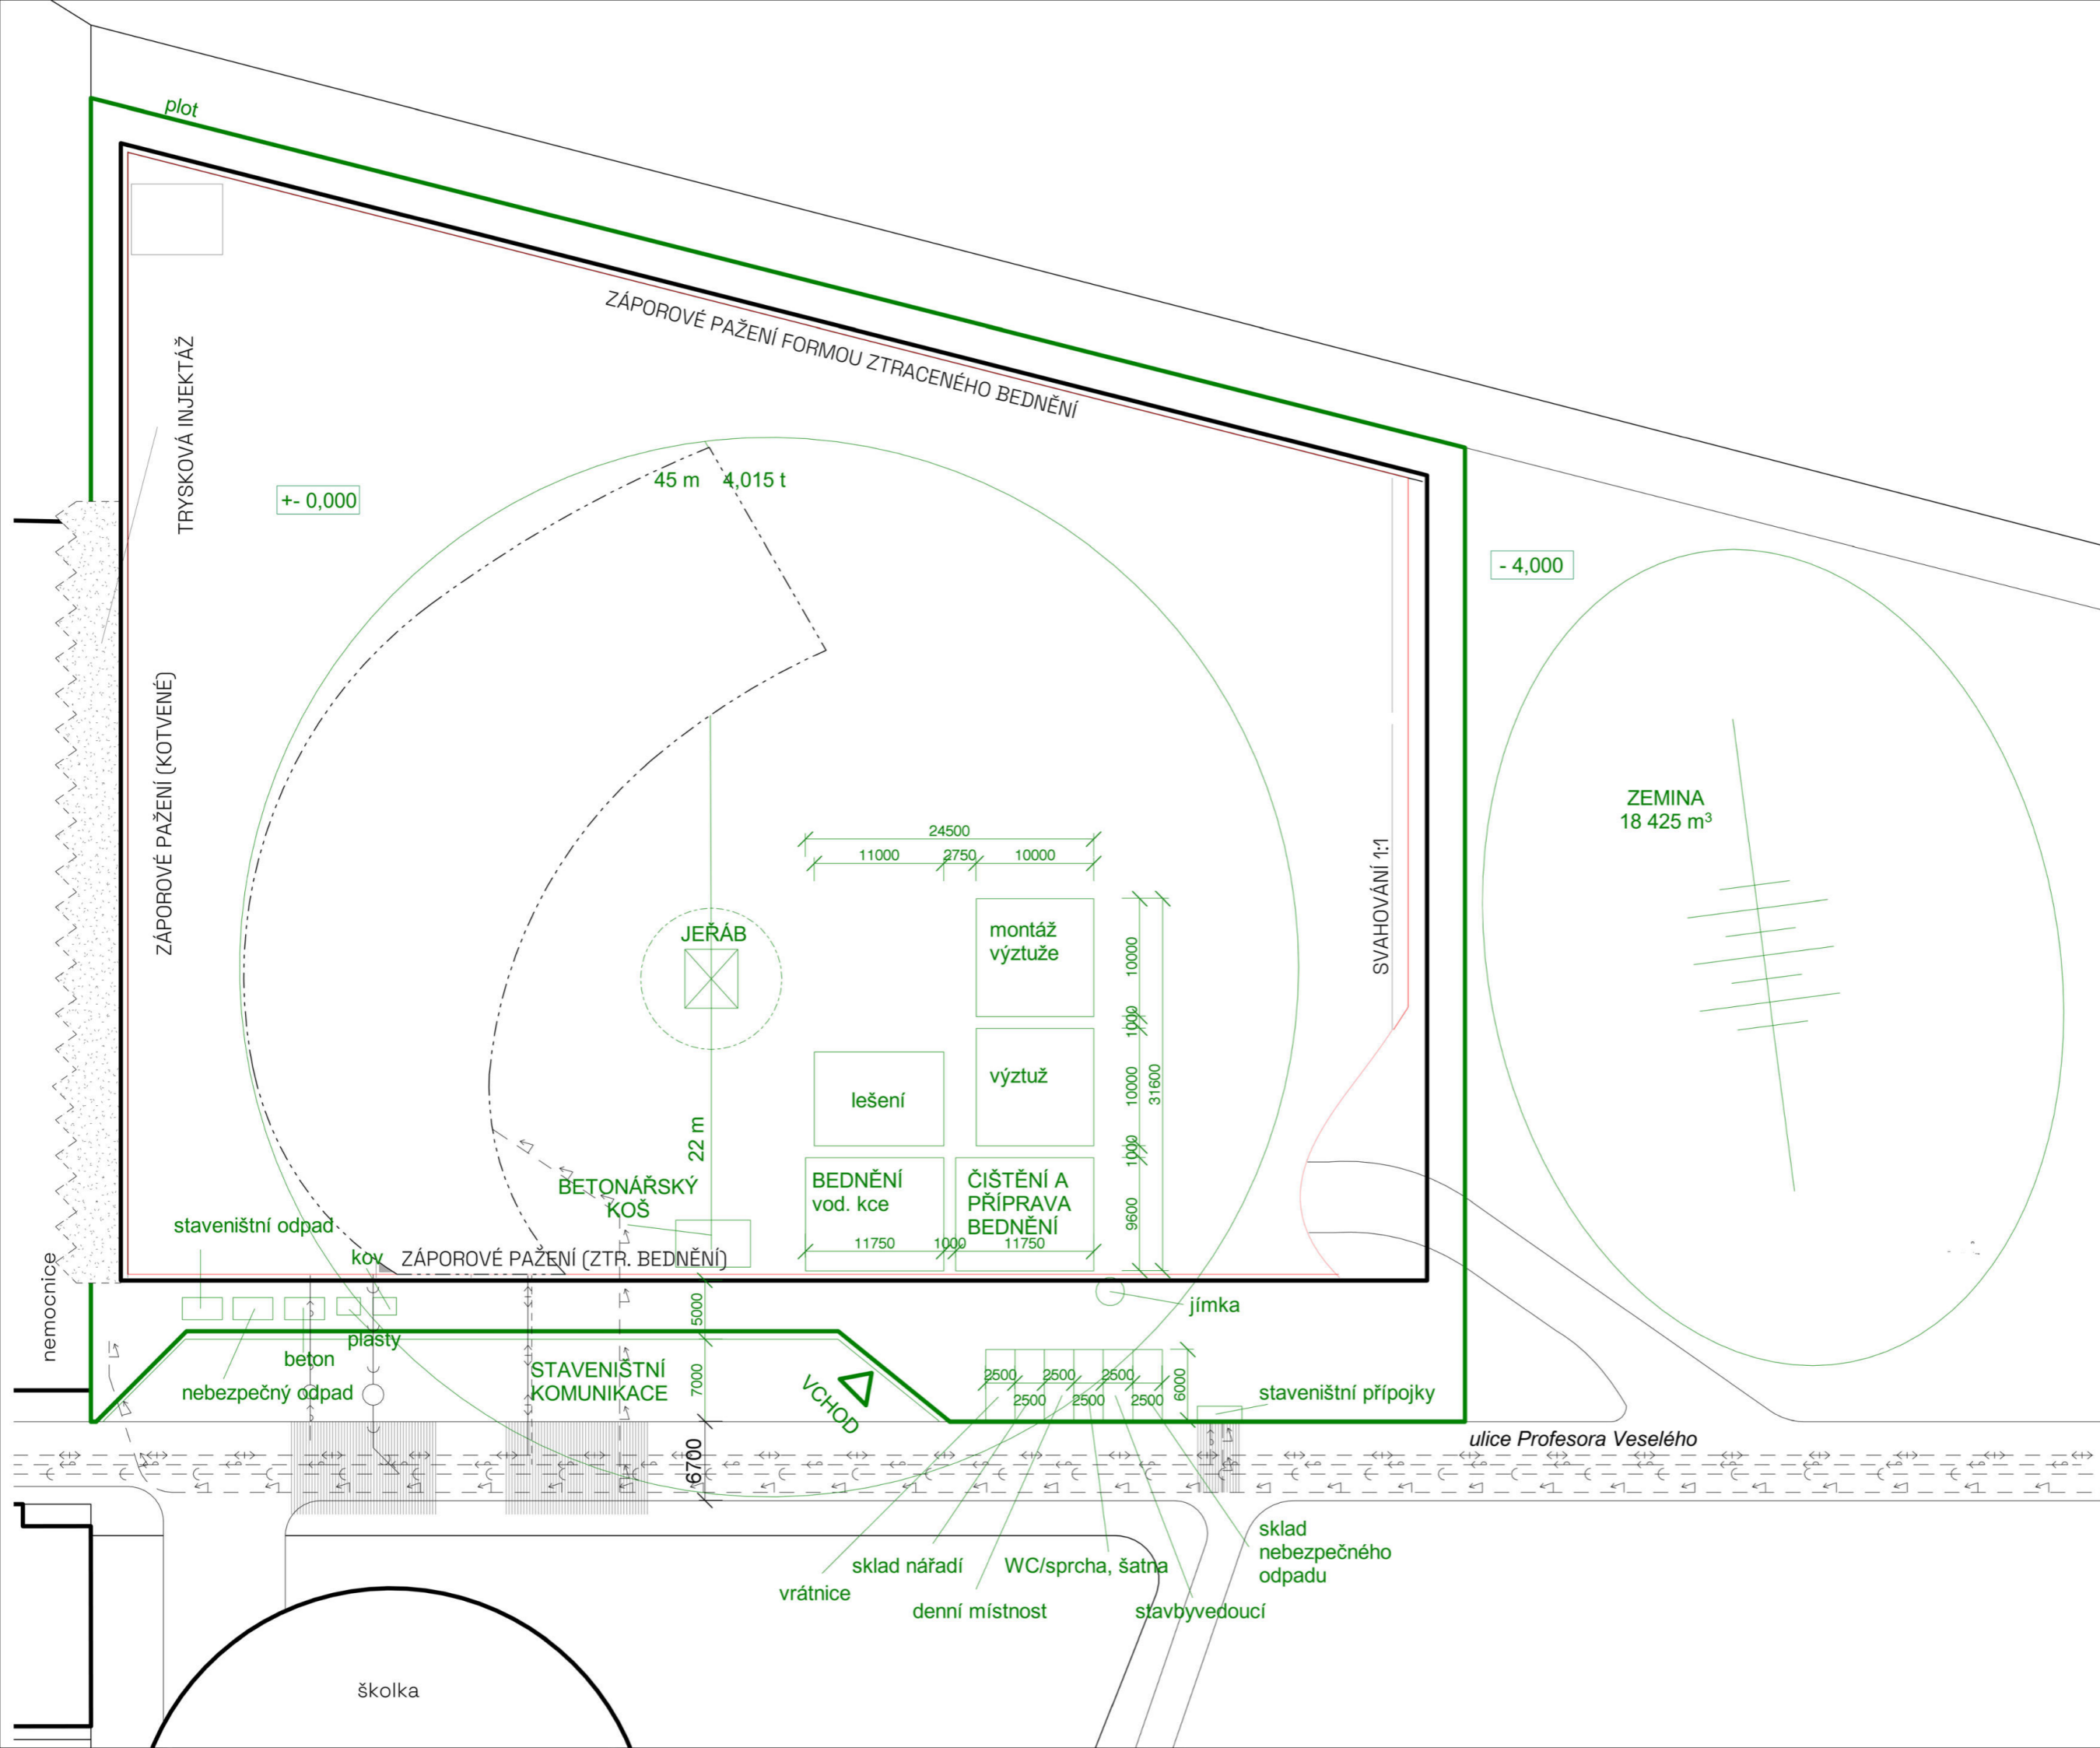 plot
ZÁPOROVÉ PAŽENÍ FORMOU ZTRACENÉHO BEDNĚNÍ
TRYSKOVÁ INJEKTÁŽ
+- 0,000
45 m
4,015 t
- 4,000
ZÁPOROVÉ PAŽENÍ (KOTVENÉ)
ZEMINA
18 425 m³
24500
11000
2750
10000
SVAHOVÁNÍ 1:1
JEŘÁB
montáž
výztuže
10000
1000
výztuž
10000
31600
lešení
22 m
1000
BETONÁŘSKÝ
KOŠ
BEDNĚNÍ
vod. kce
ČIŠTĚNÍ A
PŘÍPRAVA
BEDNĚNÍ
9600
11750
1000
11750
staveništní odpad
kov
ZÁPOROVÉ PAŽENÍ (ZTR. BEDNĚNÍ)
nemocnice
5000
jímka
plasty
beton
nebezpečný odpad
STAVENIŠTNÍ
KOMUNIKACE
7000
VCHOD
2500
2500
2500
2500
2500
2500
6000
staveništní přípojky
ulice Profesora Veselého
6700
sklad
nebezpečného
odpadu
sklad nářadí
WC/sprcha, šatna
vrátnice
denní místnost
stavbyvedoucí
školka